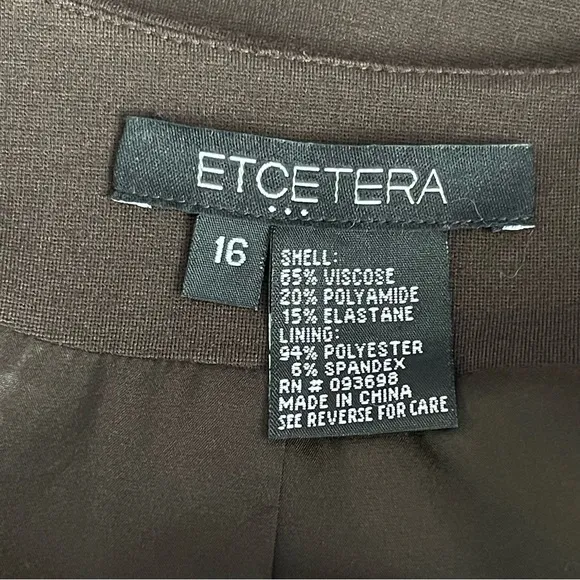 ETCETERA
...
16
SHELL:
65% VISCOSE
20% POLYAMIDE
15% ELASTANE
LINING:
94% POLYESTER
6% SPANDEX
RN # 093698
MADE IN CHINA
SEE REVERSE FOR CARE